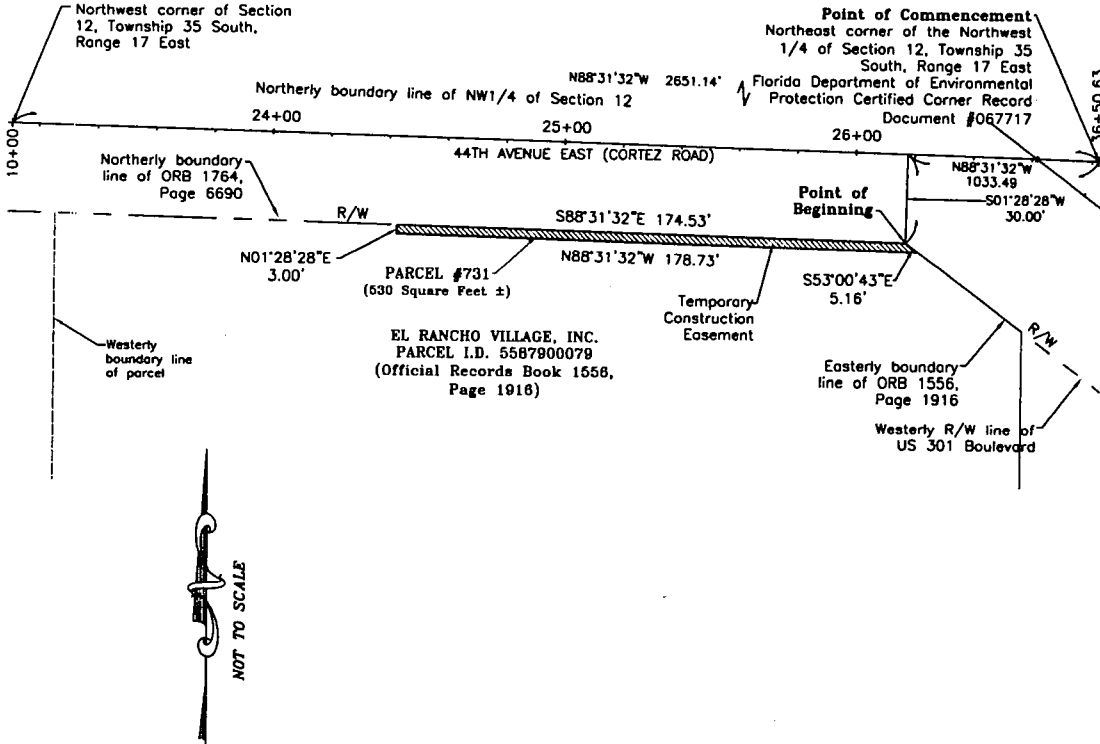 Northwest corner of Section
12, Township 35 South,
Range 17 East
Point of Commencement
Northeast corner of the Northwest
1/4 of Section 12, Township 35
South, Range 17 East
Florida Department of Environmental
Protection Certified Corner Record
Document #067717
N88°31'32"W 2651.14'
Northerly boundary line of NW1/4 of Section 12
10+00
24+00
25+00
26+00
36+50.63
44TH AVENUE EAST (CORTEZ ROAD)
Northerly boundary
line of ORB 1764,
Page 6690
N88°31'32"W
1033.49
S01°28'28"W
30.00'
Point of
Beginning
R/W
S88°31'32"E 174.53'
N01°28'28"E
3.00'
N88°31'32"W 178.73'
PARCEL #731
(530 Square Feet ±)
S53°00'43"E
5.16'
Temporary
Construction
Easement
Westerly
boundary line
of parcel
EL RANCHO VILLAGE, INC.
PARCEL I.D. 5587900079
(Official Records Book 1556,
Page 1916)
R/W
Easterly boundary
line of ORB 1556,
Page 1916
Westerly R/W line of
US 301 Boulevard
NOT TO SCALE